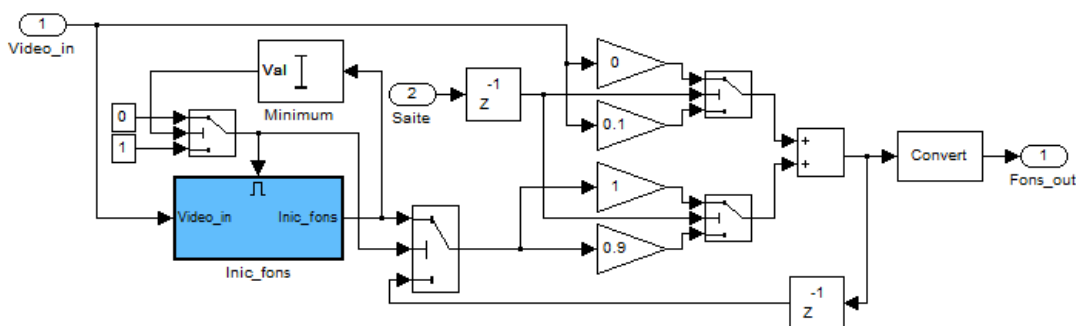 1
Video_in
Val
Minimum
0
1
Video_in
Inic_fons
Inic_fons
2
Saite
-1
Z
0
0.1
1
0.9
+
+
Convert
1
Fons_out
-1
Z